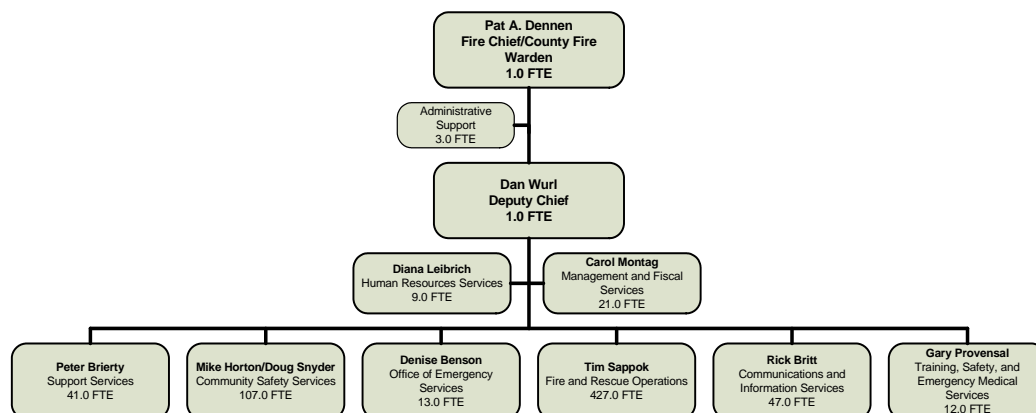 Pat A. Dennen
Fire Chief/County Fire
Warden
1.0 FTE
Administrative
Support
3.0 FTE
Dan Wurl
Deputy Chief
1.0 FTE
Diana Leibrich
Human Resources Services
9.0 FTE
Carol Montag
Management and Fiscal
Services
21.0 FTE
Peter Brierty
Support Services
41.0 FTE
Mike Horton/Doug Snyder
Community Safety Services
107.0 FTE
Denise Benson
Office of Emergency
Services
13.0 FTE
Tim Sappok
Fire and Rescue Operations
427.0 FTE
Rick Britt
Communications and
Information Services
47.0 FTE
Gary Provensal
Training, Safety, and
Emergency Medical
Services
12.0 FTE